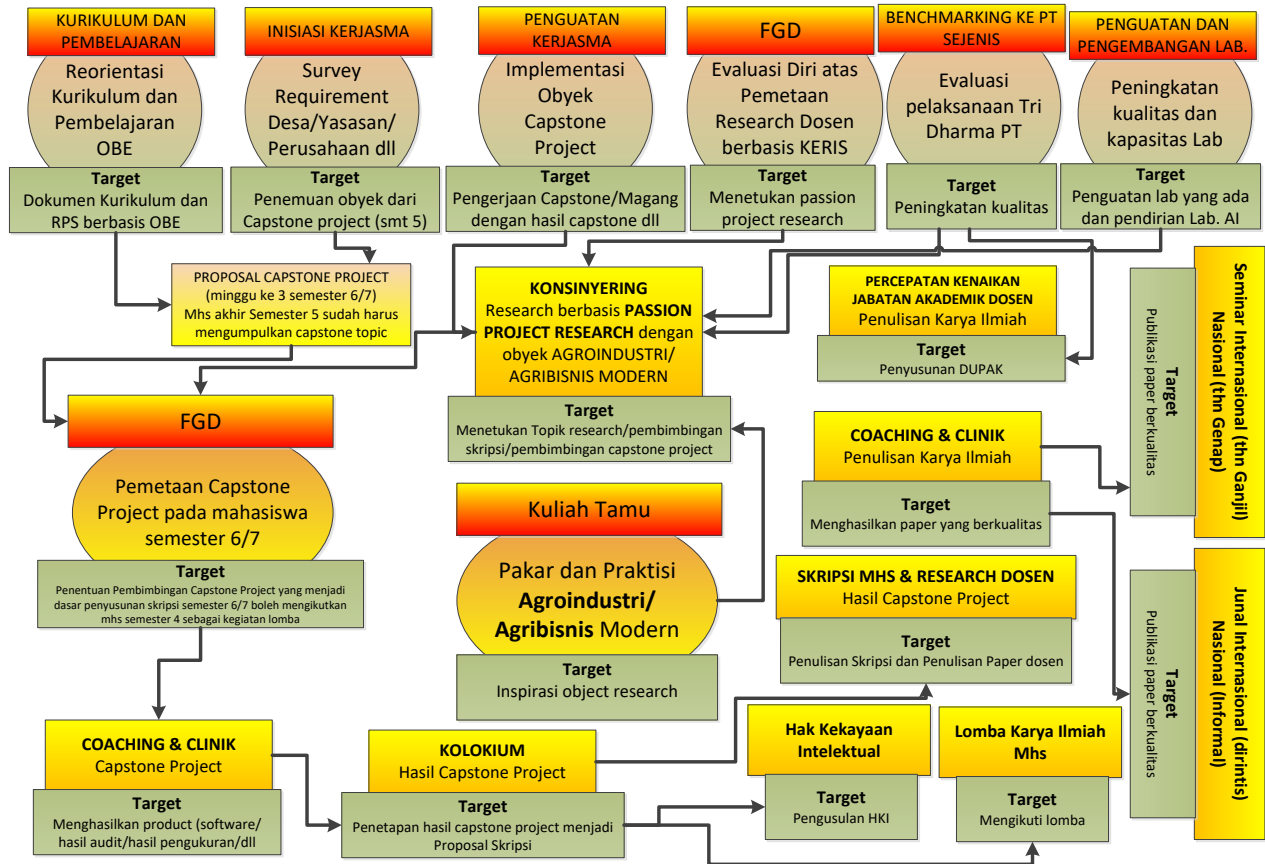 KURIKULUM DAN
PEMBELAJARAN
Reorientasi
Kurikulum dan
Pembelajaran
OBE
Target
Dokumen Kurikulum dan
RPS berbasis OBE
INISIASI KERJASMA
Survey
Requirement
Desa/Yasasan/
Perusahaan dll
Target
Penemuan obyek dari
Capstone project (smt 5)
PENGUATAN
KERJASMA
Implementasi
Obyek
Capstone
Project
Target
Pengerjaan Capstone/Magang
dengan hasil capstone dll
FGD
Evaluasi Diri atas
Pemetaan
Research Dosen
berbasis KERIS
Target
Menetukan passion
project research
BENCHMARKING KE PT
SEJENIS
Evaluasi
pelaksanaan Tri
Dharma PT
Target
Peningkatan kualitas
PENGUATAN DAN
PENGEMBANGAN LAB.
Peningkatan
kualitas dan
kapasitas Lab
Target
Penguatan lab yang ada
dan pendirian Lab. AI
PROPOSAL CAPSTONE PROJECT
(minggu ke 3 semester 6/7)
Mhs akhir Semester 5 sudah harus
mengumpulkan capstone topic
KONSINYERING
Research berbasis PASSION
PROJECT RESEARCH dengan
obyek AGROINDUSTRI/
AGRIBISNIS MODERN
Target
Menetukan Topik research/pembimbingan
skripsi/pembimbingan capstone project
PERCEPATAN KENAIKAN
JABATAN AKADEMIK DOSEN
Penulisan Karya Ilmiah
Target
Penyusunan DUPAK
Seminar Internasional (thn Ganjil)
Nasional (thn Genap)
Target
Publikasi paper berkualitas
FGD
Pemetaan Capstone
Project pada mahasiswa
semester 6/7
Target
Penentuan Pembimbingan Capstone Project yang menjadi
dasar penyusunan skripsi semester 6/7 boleh mengikutkan
mhs semester 4 sebagai kegiatan lomba
Kuliah Tamu
Pakar dan Praktisi
Agroindustri/
Agribisnis Modern
Target
Inspirasi object research
COACHING & CLINIK
Penulisan Karya Ilmiah
Target
Menghasilkan paper yang berkualitas
SKRIPSI MHS & RESEARCH DOSEN
Hasil Capstone Project
Target
Penulisan Skripsi dan Penulisan Paper dosen
Junal Internasional (dirintis)
Nasional (Informal)
Target
Publikasi paper berkualitas
COACHING & CLINIK
Capstone Project
Target
Menghasilkan product (software/
hasil audit/hasil pengukuran/dll
KOLOKIUM
Hasil Capstone Project
Target
Penetapan hasil capstone project menjadi
Proposal Skripsi
Hak Kekayaan
Intelektual
Target
Pengusulan HKI
Lomba Karya Ilmiah
Mhs
Target
Mengikuti lomba